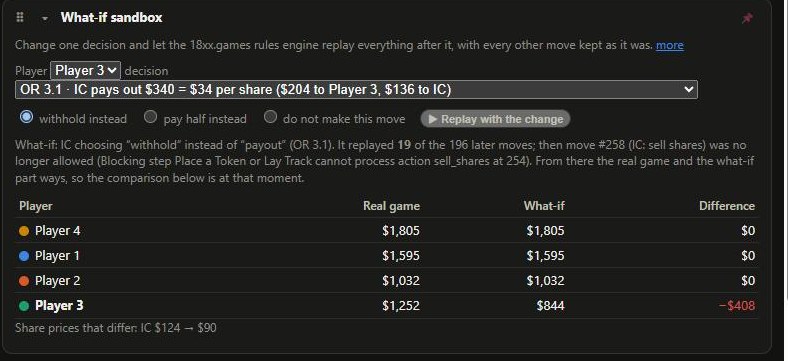 What-if sandbox
Change one decision and let the 18xx.games rules engine replay everything after it, with every other move kept as it was. more
Player Player 3 decision
OR 3.1 · IC pays out $340 = $34 per share ($204 to Player 3, $136 to IC)
withhold instead pay half instead do not make this move ▶ Replay with the change
What-if: IC choosing "withhold" instead of "payout" (OR 3.1). It replayed 19 of the 196 later moves; then move #258 (IC: sell shares) was no
longer allowed (Blocking step Place a Token or Lay Track cannot process action sell_shares at 254). From there the real game and the what-if
part ways, so the comparison below is at that moment.
Player Real game What-if Difference
Player 4 $1,805 $1,805 $0
Player 1 $1,595 $1,595 $0
Player 2 $1,032 $1,032 $0
Player 3 $1,252 $844 −$408
Share prices that differ: IC $124 → $90